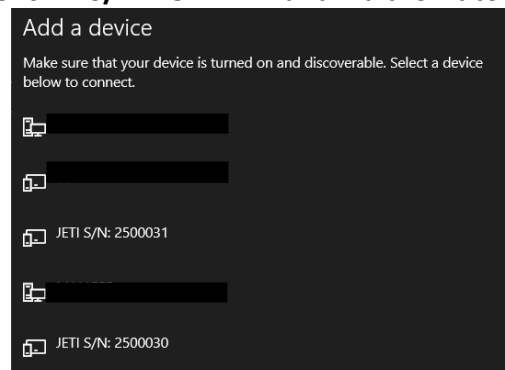 Add a device
Make sure that your device is turned on and discoverable. Select a device
below to connect.
JETI S/N: 2500031
JETI S/N: 2500030